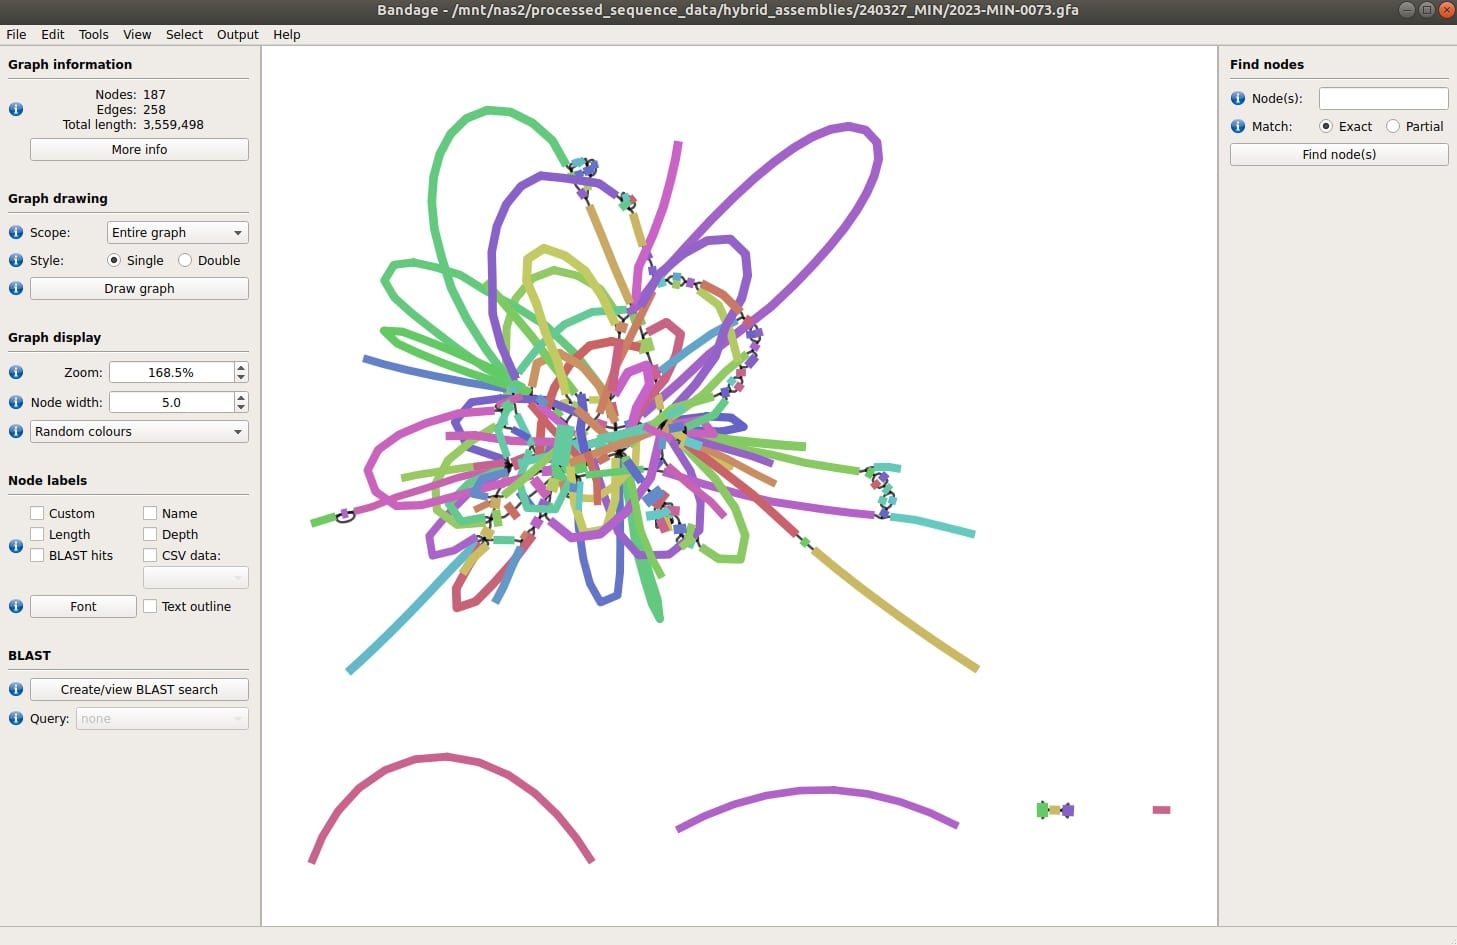 Bandage - /mnt/nas2/processed_sequence_data/hybrid_assemblies/240327_MIN/2023-MIN-0073.gfa
File Edit Tools View Select Output Help
Graph information
Nodes: 187
Edges: 258
Total length: 3,559,498
More info
Graph drawing
Scope: Entire graph
Style: Single Double
Draw graph
Graph display
Zoom: 168.5%
Node width: 5.0
Random colours
Node labels
Custom Name
Length Depth
BLAST hits CSV data:
Font Text outline
BLAST
Create/view BLAST search
Query: none
Find nodes
Node(s):
Match: Exact Partial
Find node(s)